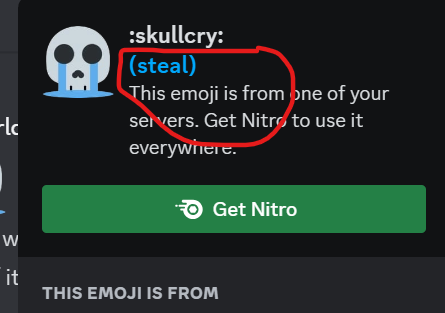 :skullcry:
(steal)
This emoji is from one of your
servers. Get Nitro to use it
everywhere.
Get Nitro
w
it
THIS EMOJI IS FROM